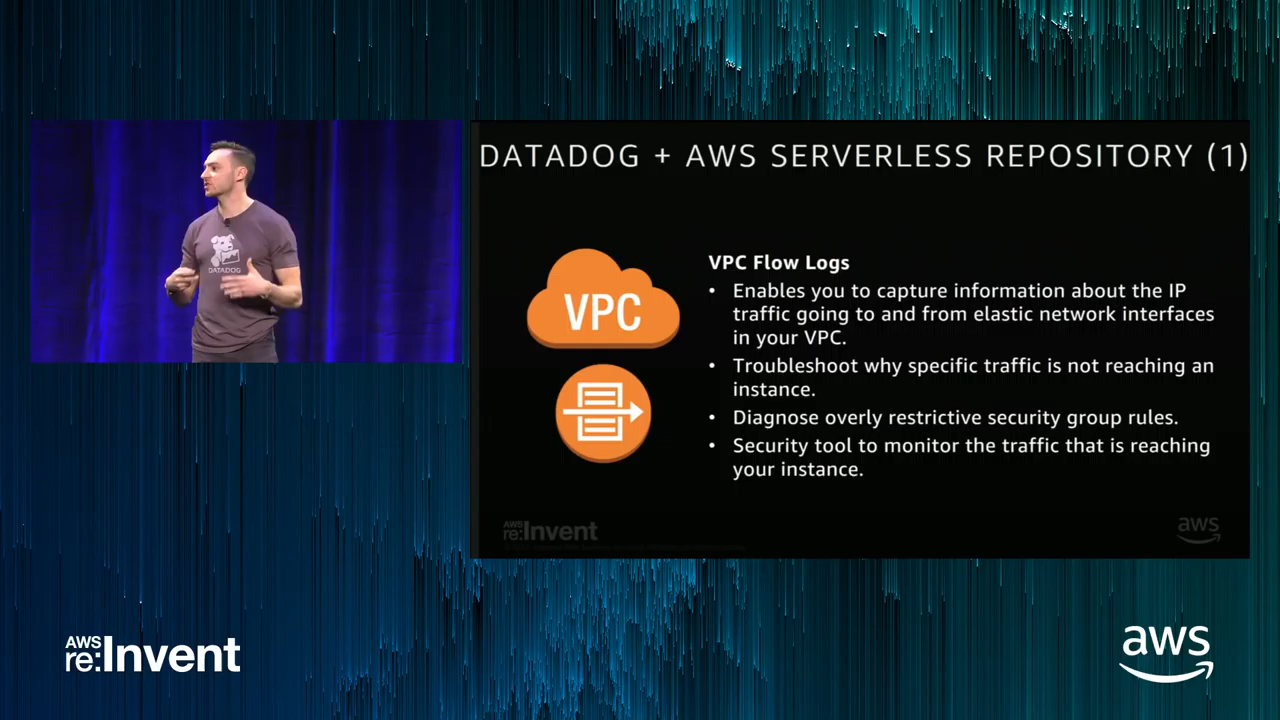 DATADOG + AWS SERVERLESS REPOSITORY (1)
DATADOG
VPC
VPC Flow Logs
• Enables you to capture information about the IP
traffic going to and from elastic network interfaces
in your VPC.
• Troubleshoot why specific traffic is not reaching an
instance.
• Diagnose overly restrictive security group rules.
• Security tool to monitor the traffic that is reaching
your instance.
AWS
re:Invent
aws
AWS
re:Invent
aws